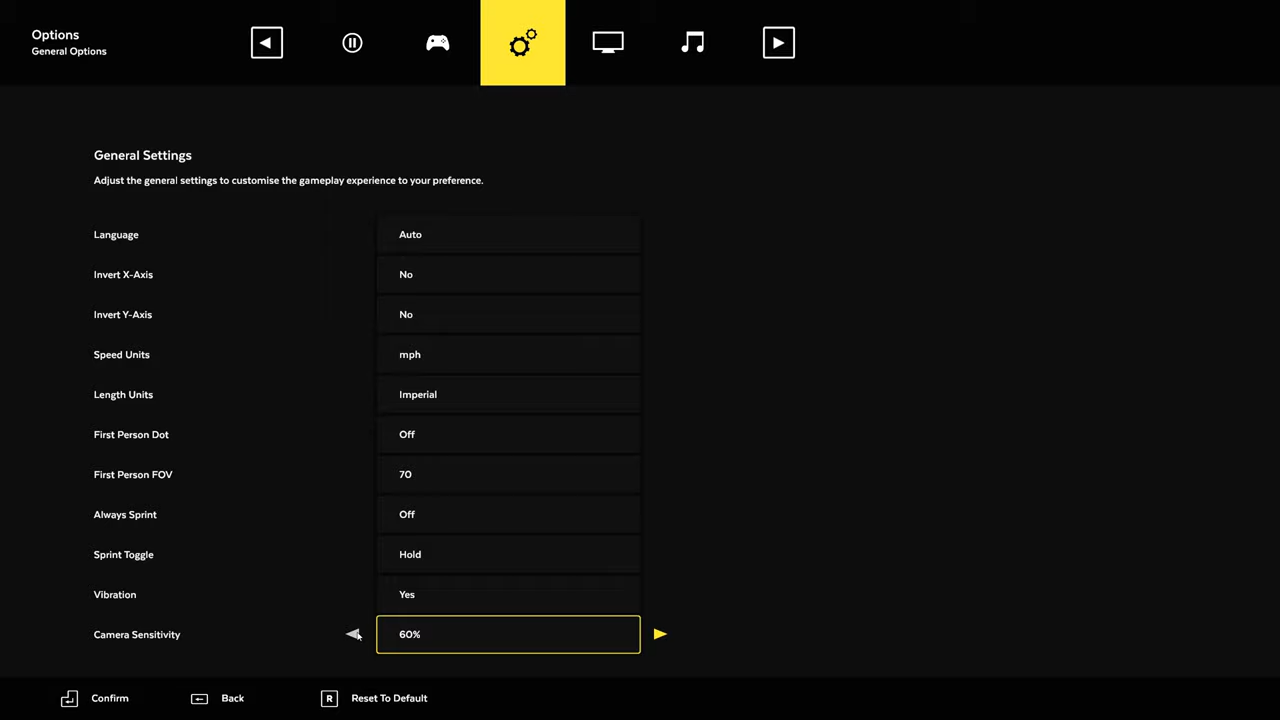 Options
General Options
General Settings
Adjust the general settings to customise the gameplay experience to your preference.
Language Auto
Invert X-Axis No
Invert Y-Axis No
Speed Units mph
Length Units Imperial
First Person Dot Off
First Person FOV 70
Always Sprint Off
Sprint Toggle Hold
Vibration Yes
Camera Sensitivity 60%
Confirm Back R Reset To Default